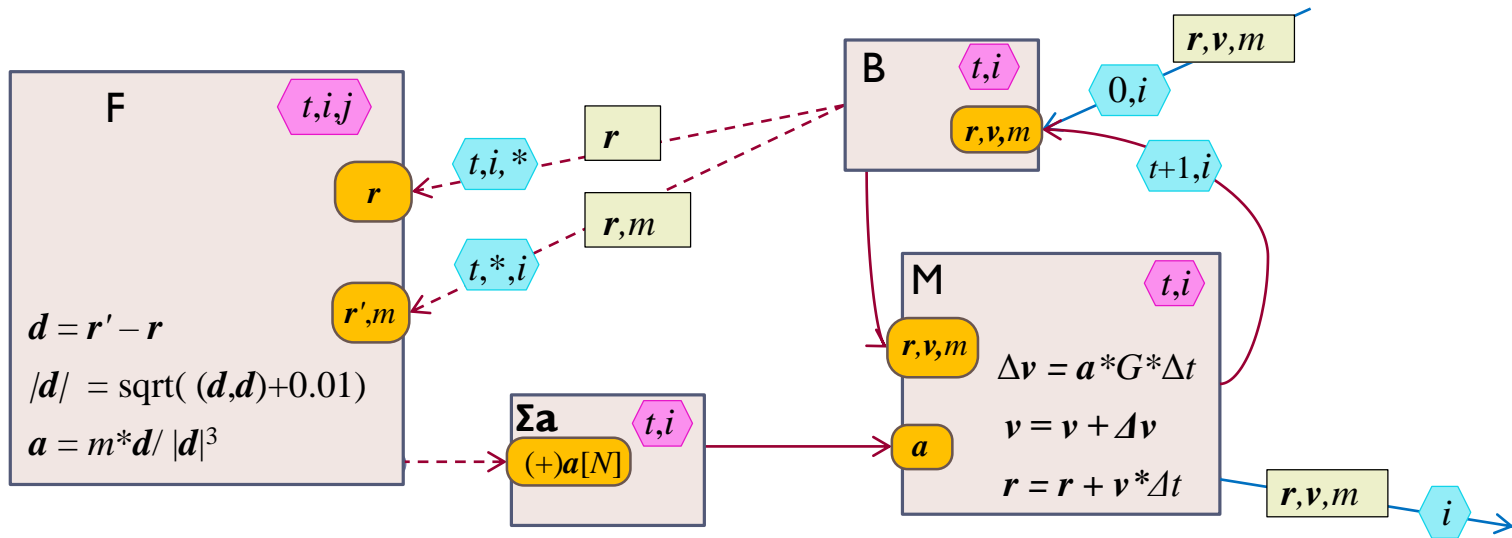 F
t,i,j
r
r',m
d = r' – r
|d| = sqrt( (d,d)+0.01)
a = m*d/ |d|³
t,i,*
r
r,m
t,*,i
B
t,i
r,v,m
0,i
r,v,m
t+1,i
M
t,i
r,v,m
Δv = a*G*Δt
v = v + Δv
a
r = r + v*Δt
Σa
t,i
(+)a[N]
r,v,m
i